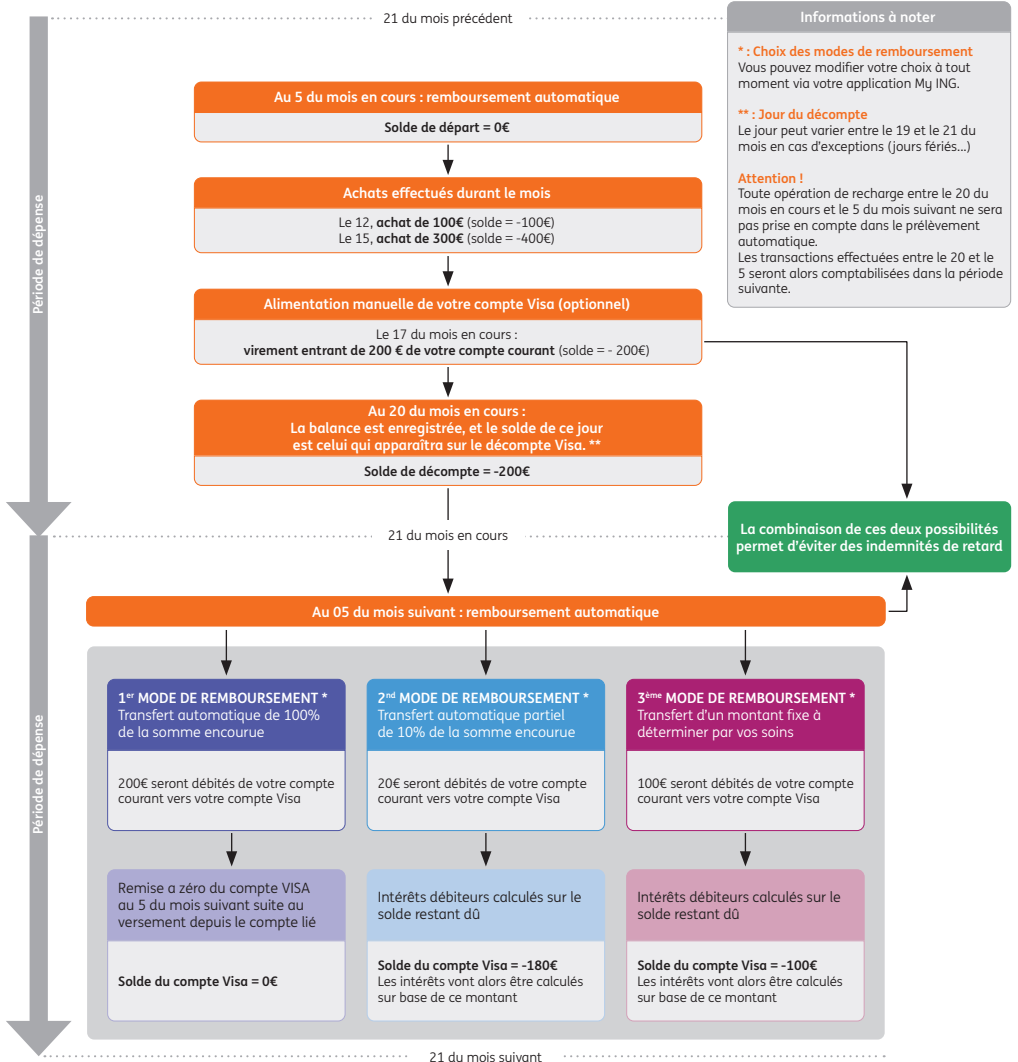 21 du mois précédent
Informations à noter
* : Choix des modes de remboursement
Vous pouvez modifier votre choix à tout
moment via votre application My ING.
** : Jour du décompte
Le jour peut varier entre le 19 et le 21 du
mois en cas d'exceptions (jours fériés...)
Attention !
Toute opération de recharge entre le 20 du
mois en cours et le 5 du mois suivant ne sera
pas prise en compte dans le prélèvement
automatique.
Les transactions effectuées entre le 20 et le
5 seront alors comptabilisées dans la période
suivante.
Période de dépense
Au 5 du mois en cours : remboursement automatique
Solde de départ = 0€
Achats effectués durant le mois
Le 12, achat de 100€ (solde = -100€)
Le 15, achat de 300€ (solde = -400€)
Alimentation manuelle de votre compte Visa (optionnel)
Le 17 du mois en cours :
virement entrant de 200 € de votre compte courant (solde = - 200€)
Au 20 du mois en cours :
La balance est enregistrée, et le solde de ce jour
est celui qui apparaîtra sur le décompte Visa. **
Solde de décompte = -200€
21 du mois en cours
La combinaison de ces deux possibilités
permet d'éviter des indemnités de retard
Période de dépense
Au 05 du mois suivant : remboursement automatique
1er MODE DE REMBOURSEMENT *
Transfert automatique de 100%
de la somme encourue
200€ seront débités de votre compte
courant vers votre compte Visa
Remise a zéro du compte VISA
au 5 du mois suivant suite au
versement depuis le compte lié
Solde du compte Visa = 0€
2nd MODE DE REMBOURSEMENT *
Transfert automatique partiel
de 10% de la somme encourue
20€ seront débités de votre compte
courant vers votre compte Visa
Intérêts débiteurs calculés sur le
solde restant dû
Solde du compte Visa = -180€
Les intérêts vont alors être calculés
sur base de ce montant
3ème MODE DE REMBOURSEMENT *
Transfert d'un montant fixe à
déterminer par vos soins
100€ seront débités de votre compte
courant vers votre compte Visa
Intérêts débiteurs calculés sur le
solde restant dû
Solde du compte Visa = -100€
Les intérêts vont alors être calculés
sur base de ce montant
21 du mois suivant